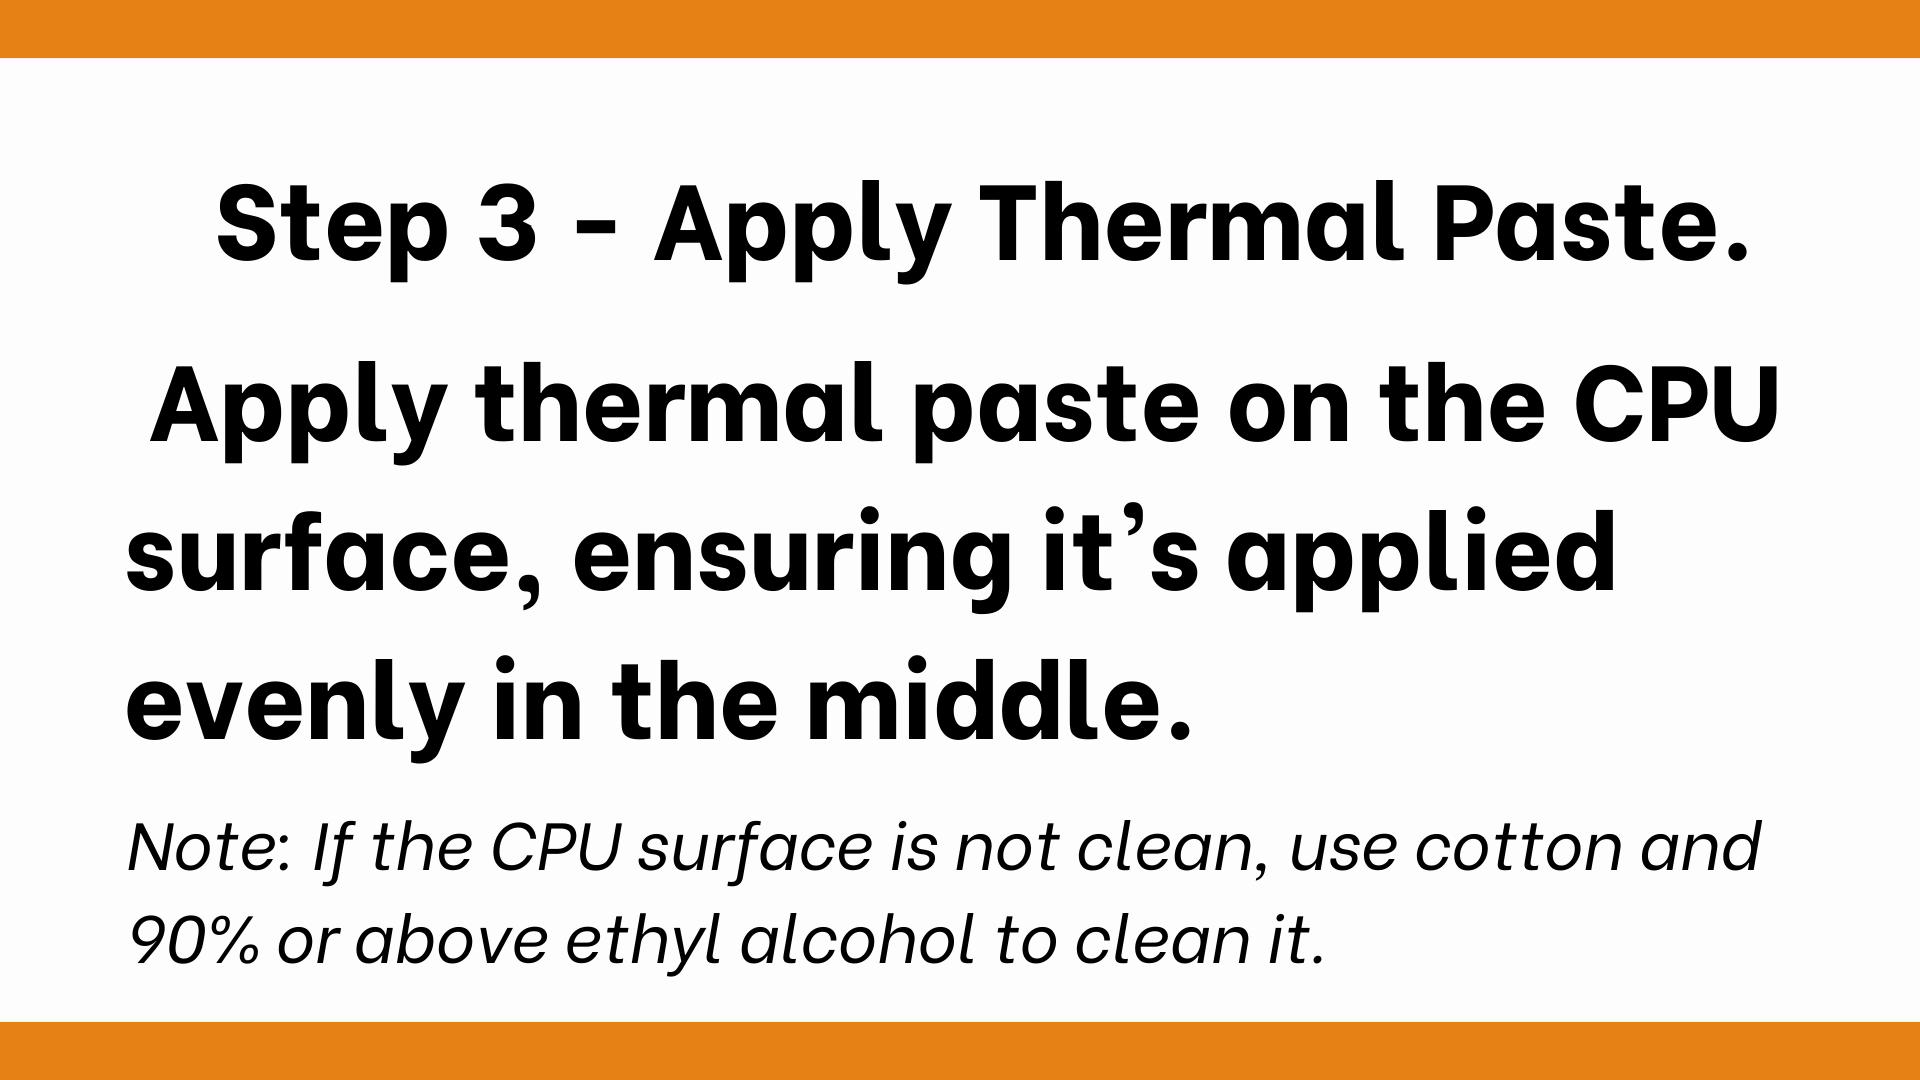 Step 3 - Apply Thermal Paste.
Apply thermal paste on the CPU
surface, ensuring it’s applied
evenly in the middle.
Note: If the CPU surface is not clean, use cotton and
90% or above ethyl alcohol to clean it.